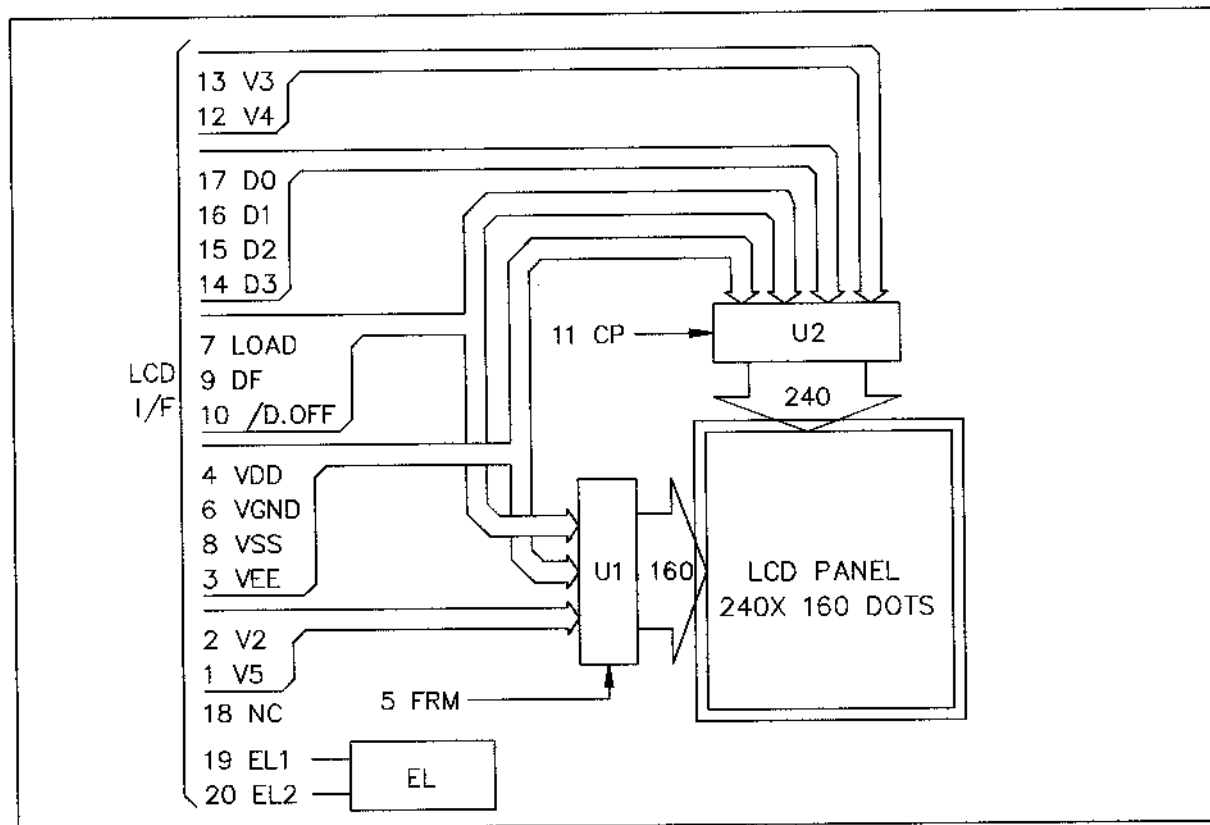 13 V3
12 V4
17 D0
16 D1
15 D2
14 D3
7 LOAD
9 DF
10 /D.OFF
LCD
I/F
4 VDD
6 VGND
8 VSS
3 VEE
2 V2
1 V5
18 NC
19 EL1
20 EL2
EL
5 FRM
U1
160
11 CP
U2
240
LCD PANEL
240X 160 DOTS